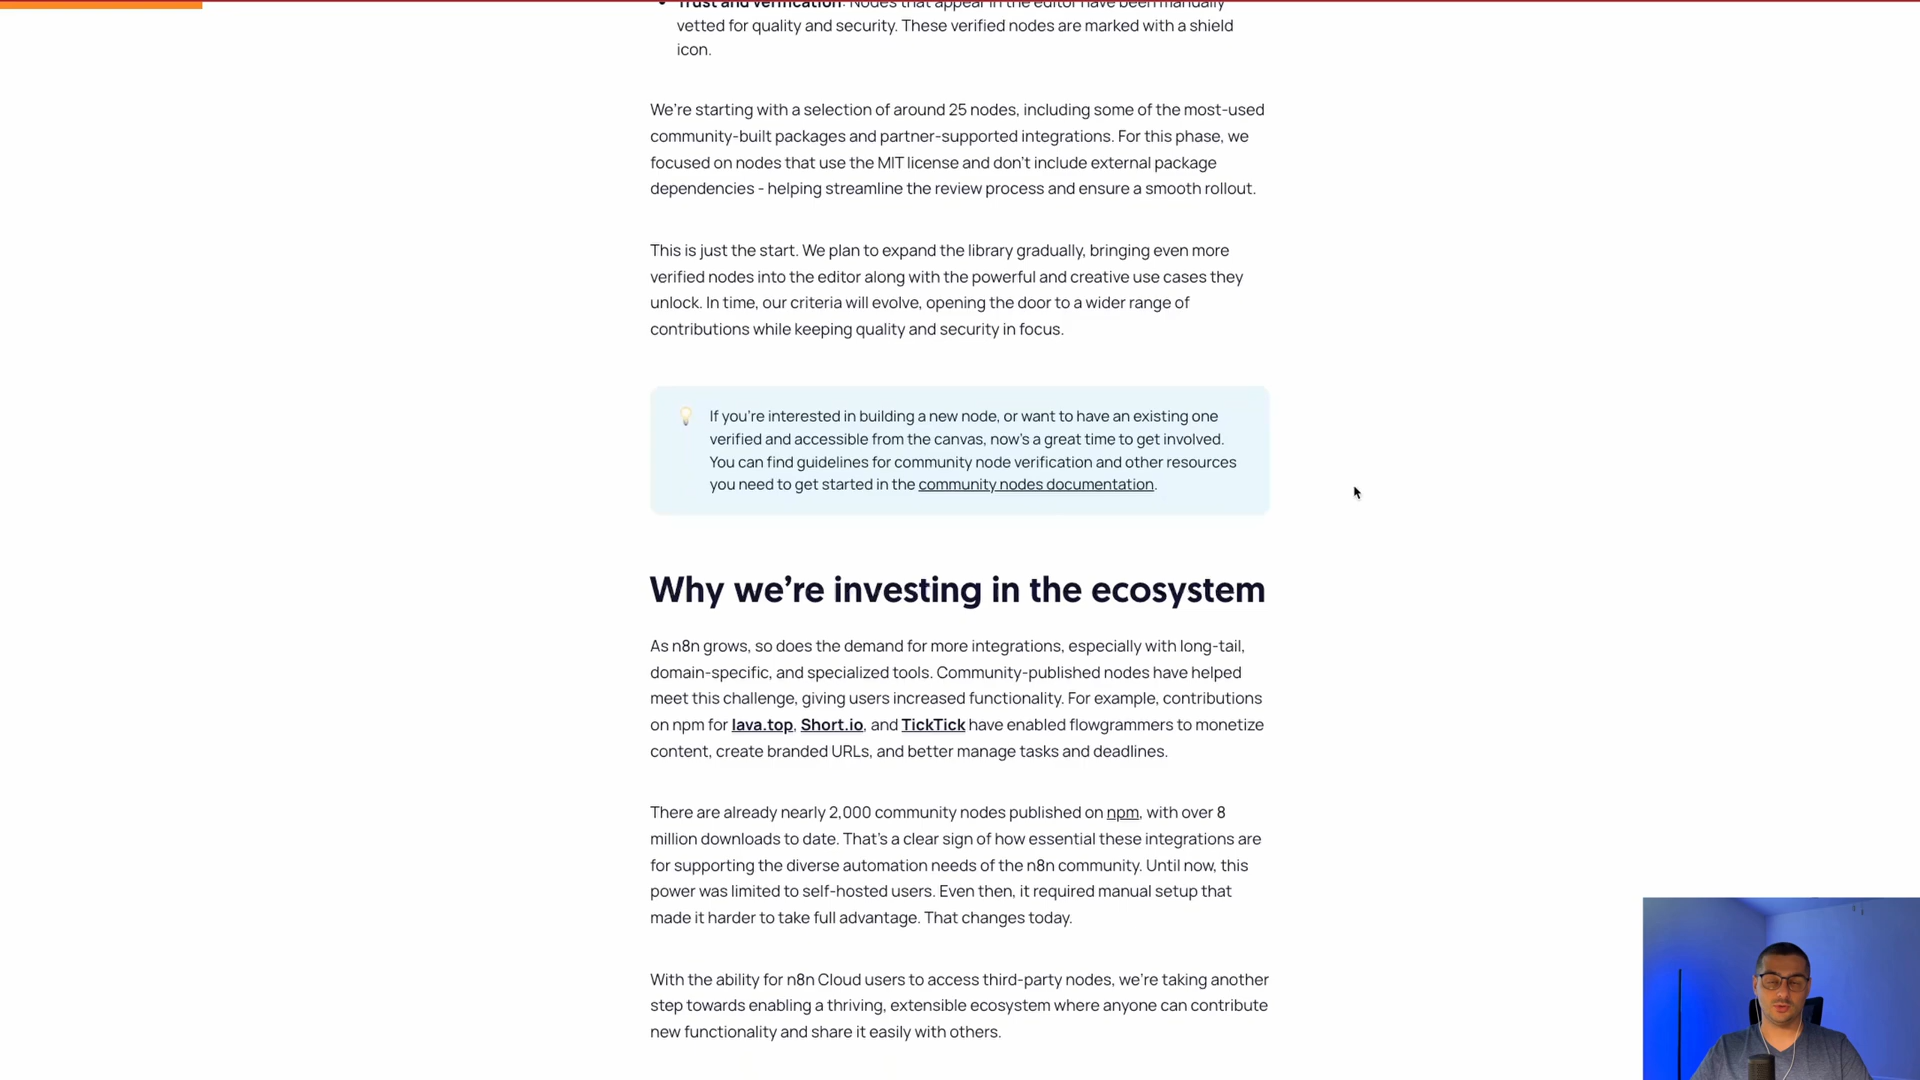 Trust and verification: Nodes that appear in the editor have been manually
vetted for quality and security. These verified nodes are marked with a shield
icon.
We're starting with a selection of around 25 nodes, including some of the most-used
community-built packages and partner-supported integrations. For this phase, we
focused on nodes that use the MIT license and don't include external package
dependencies - helping streamline the review process and ensure a smooth rollout.
This is just the start. We plan to expand the library gradually, bringing even more
verified nodes into the editor along with the powerful and creative use cases they
unlock. In time, our criteria will evolve, opening the door to a wider range of
contributions while keeping quality and security in focus.
If you're interested in building a new node, or want to have an existing one
verified and accessible from the canvas, now's a great time to get involved.
You can find guidelines for community node verification and other resources
you need to get started in the community nodes documentation.
Why we're investing in the ecosystem
As n8n grows, so does the demand for more integrations, especially with long-tail,
domain-specific, and specialized tools. Community-published nodes have helped
meet this challenge, giving users increased functionality. For example, contributions
on npm for lava.top, Short.io, and TickTick have enabled flowgrammers to monetize
content, create branded URLs, and better manage tasks and deadlines.
There are already nearly 2,000 community nodes published on npm, with over 8
million downloads to date. That's a clear sign of how essential these integrations are
for supporting the diverse automation needs of the n8n community. Until now, this
power was limited to self-hosted users. Even then, it required manual setup that
made it harder to take full advantage. That changes today.
With the ability for n8n Cloud users to access third-party nodes, we're taking another
step towards enabling a thriving, extensible ecosystem where anyone can contribute
new functionality and share it easily with others.